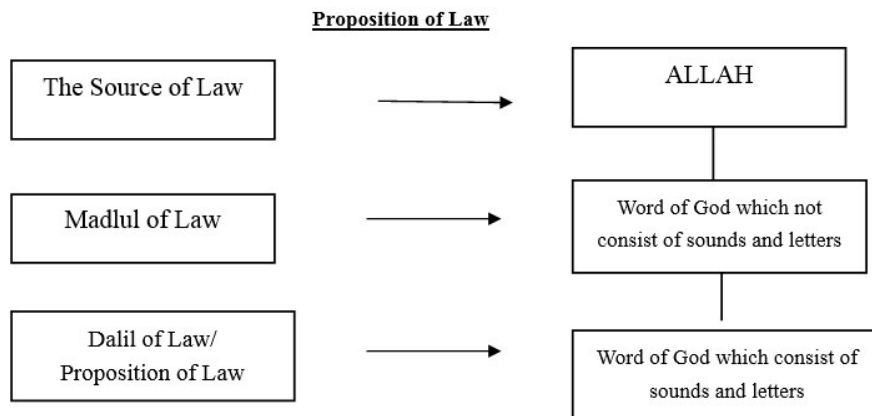 Proposition of Law
The Source of Law
ALLAH
Madlul of Law
Word of God which not
consist of sounds and letters
Dalil of Law/
Proposition of Law
Word of God which consist of
sounds and letters